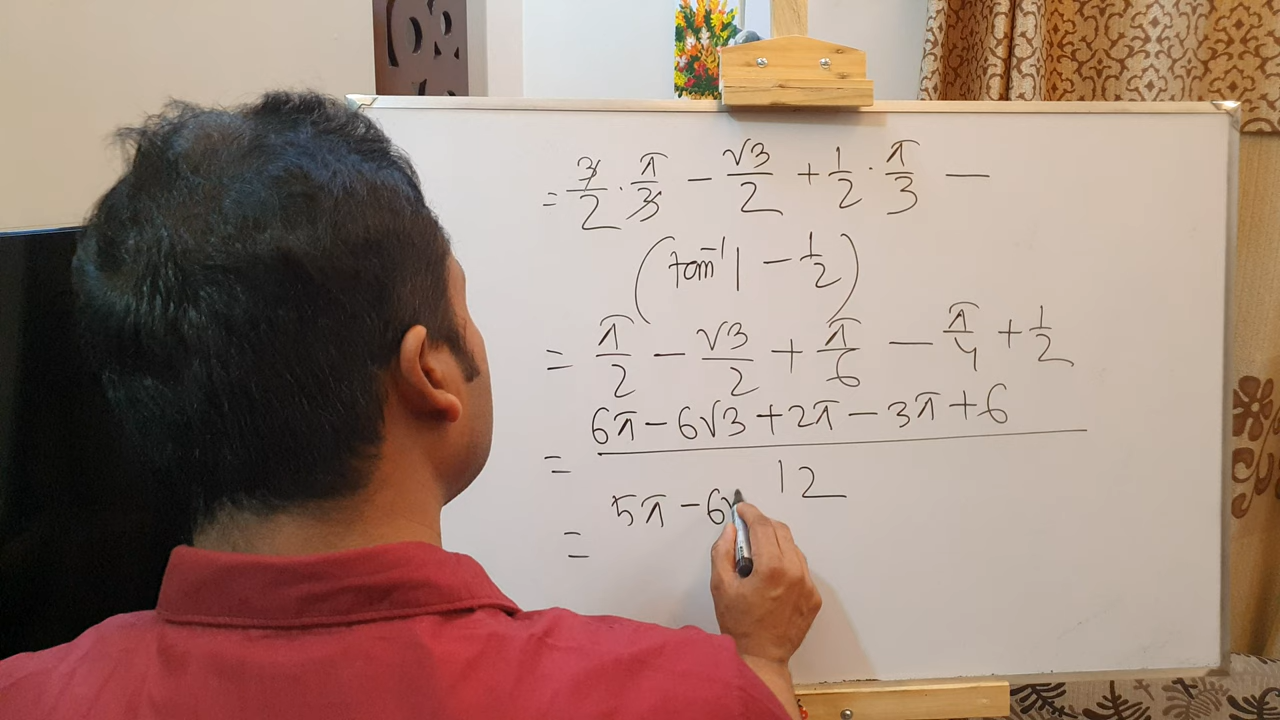 = 3/2 · π/3 − √3/2 + 1/2 · π/3 −
(tan⁻¹1 − 1/2)
= π/2 − √3/2 + π/6 − π/4 + 1/2
= (6π − 6√3 + 2π − 3π + 6)/12
= 5π − 6√